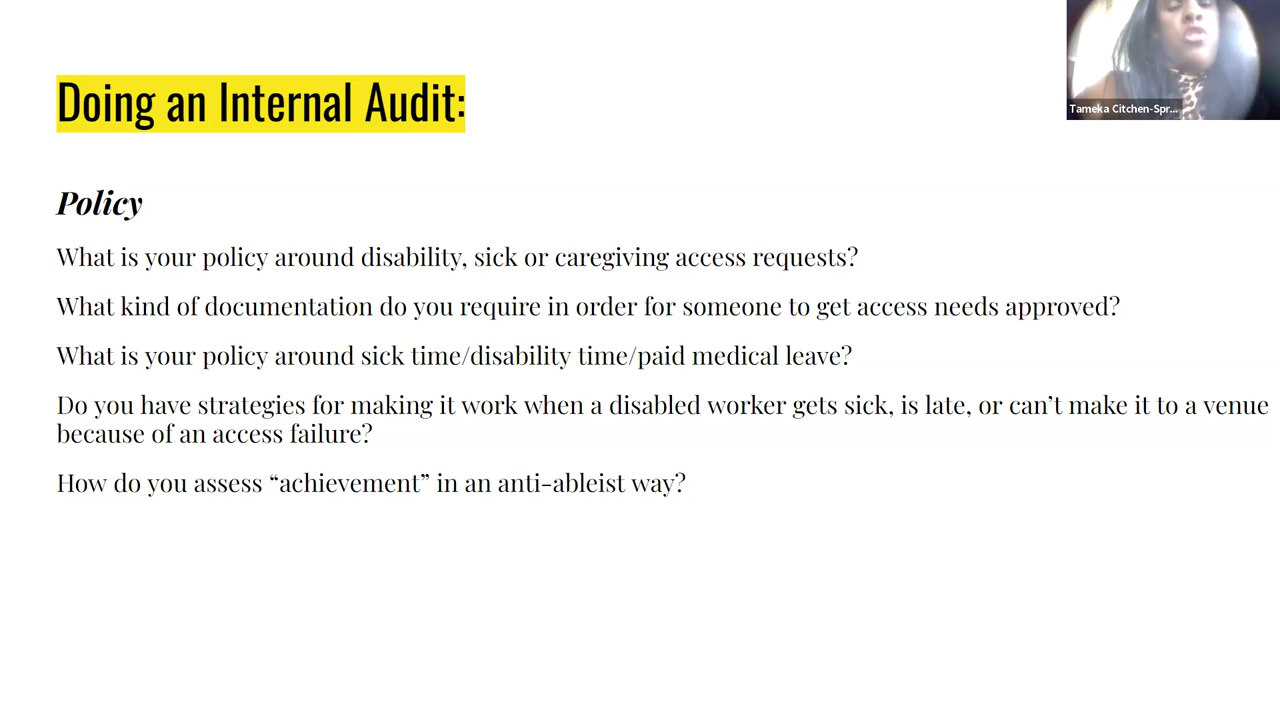 Doing an Internal Audit:
Tameka Citchen-Spr...
Policy
What is your policy around disability, sick or caregiving access requests?
What kind of documentation do you require in order for someone to get access needs approved?
What is your policy around sick time/disability time/paid medical leave?
Do you have strategies for making it work when a disabled worker gets sick, is late, or can’t make it to a venue
because of an access failure?
How do you assess “achievement” in an anti-ableist way?